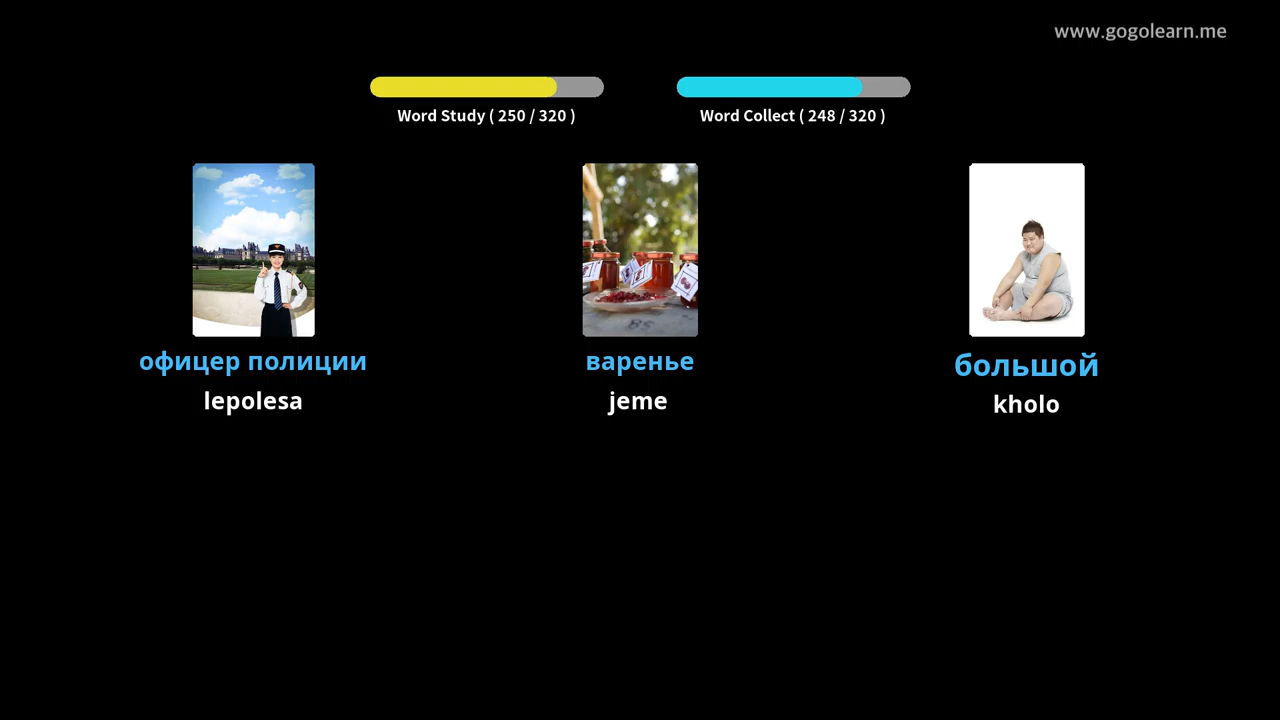 www.gogolearn.me
Word Study ( 250 / 320 )
Word Collect ( 248 / 320 )
офицер полиции
lepolesa
варенье
jeme
большой
kholo